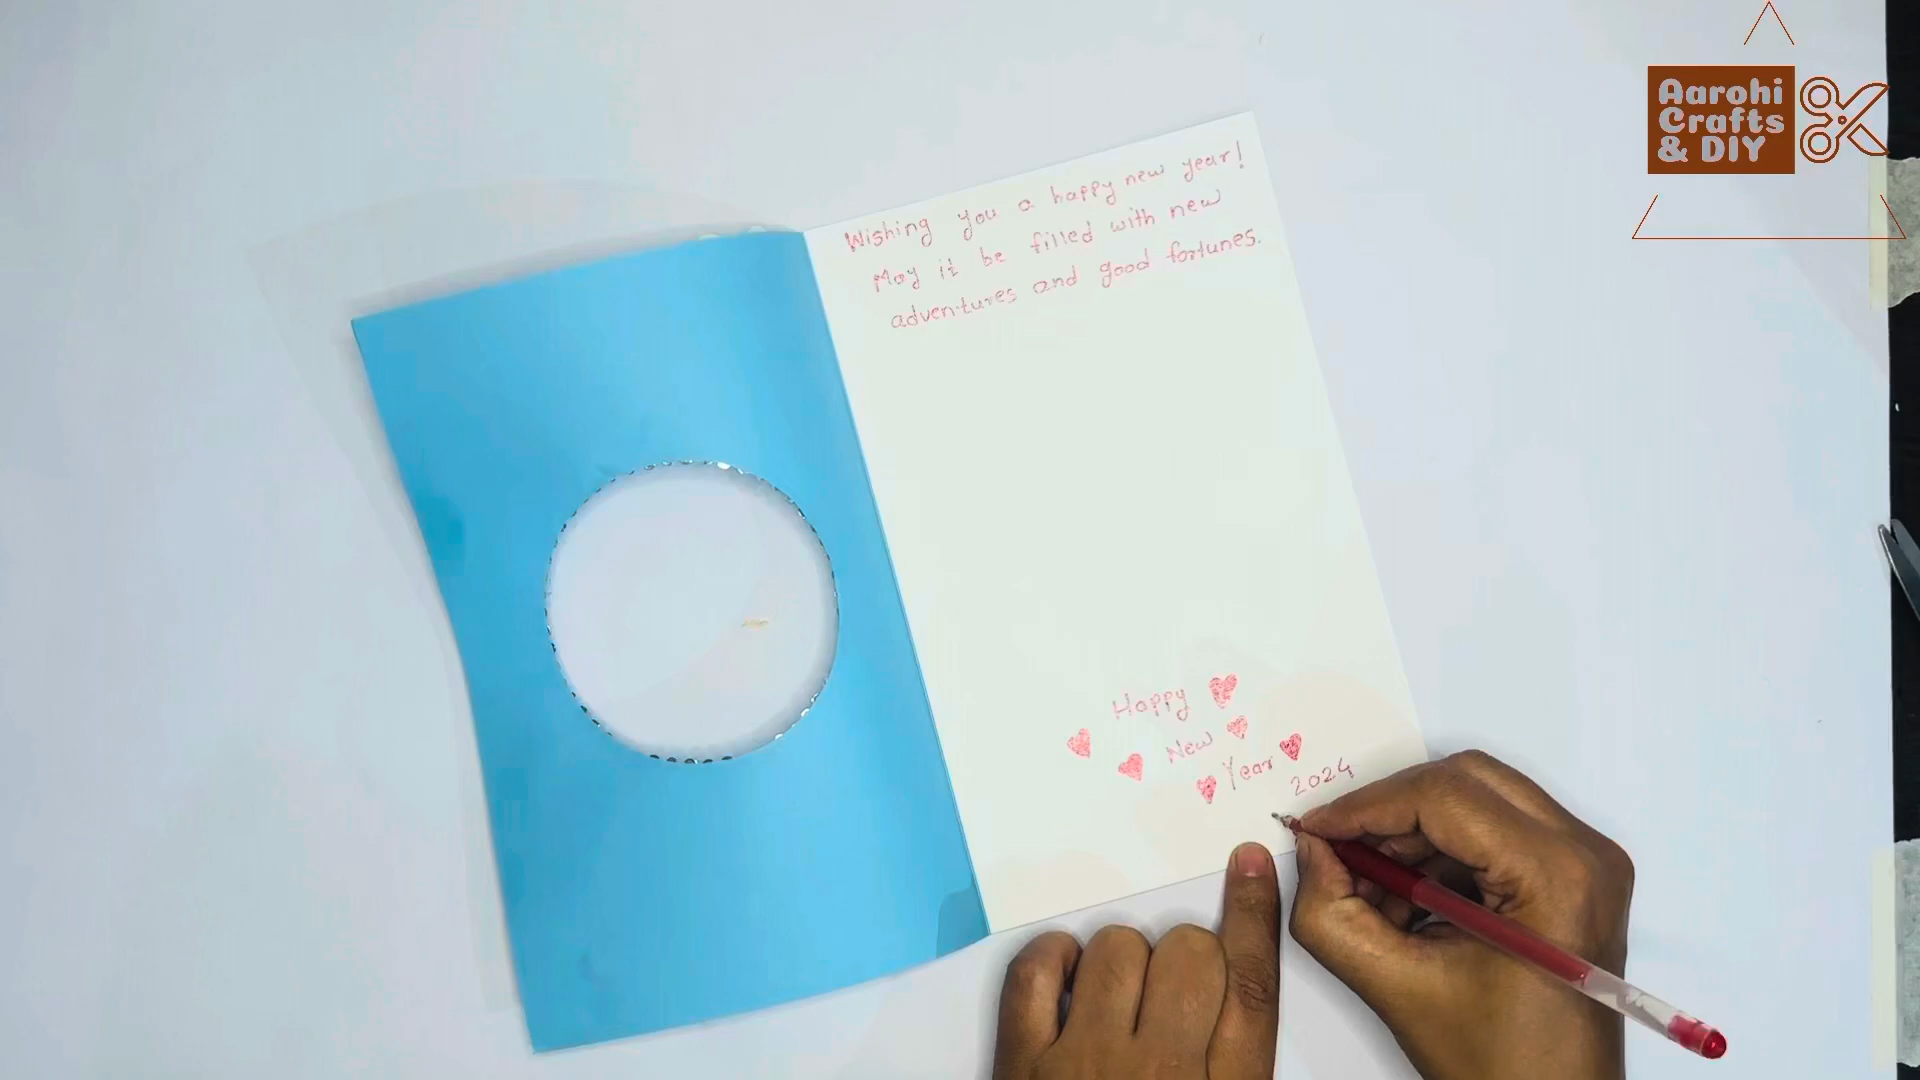 Wishing you a happy new year!
May it be filled with new
adventures and good fortunes.
Happy
New
Year
2024
Aarohi
Crafts
& DIY